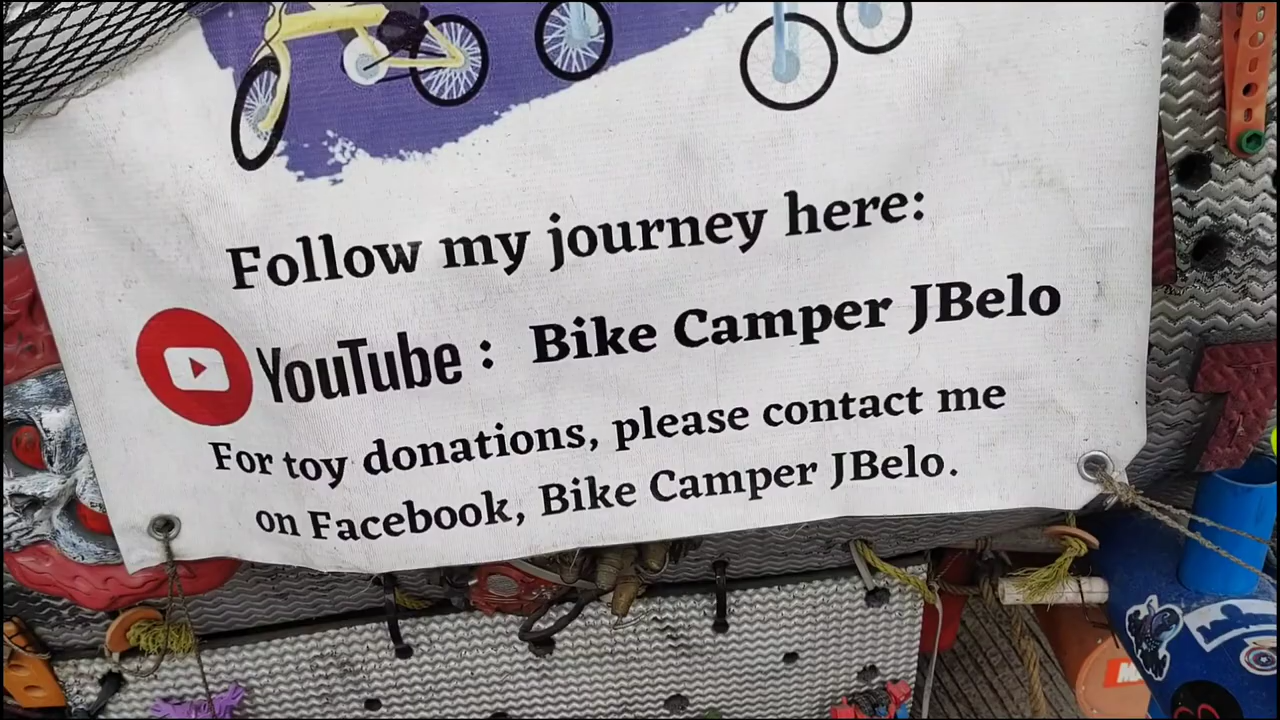 Follow my journey here:
YouTube : Bike Camper JBelo
For toy donations, please contact me
on Facebook, Bike Camper JBelo.